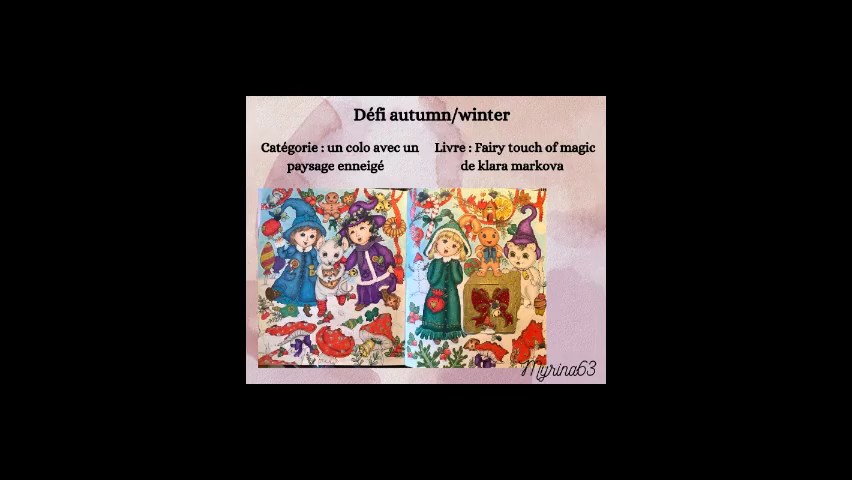 Défi autumn/winter
Catégorie : un colo avec un
paysage enneigé
Livre : Fairy touch of magic
de klara markova
Myrina63